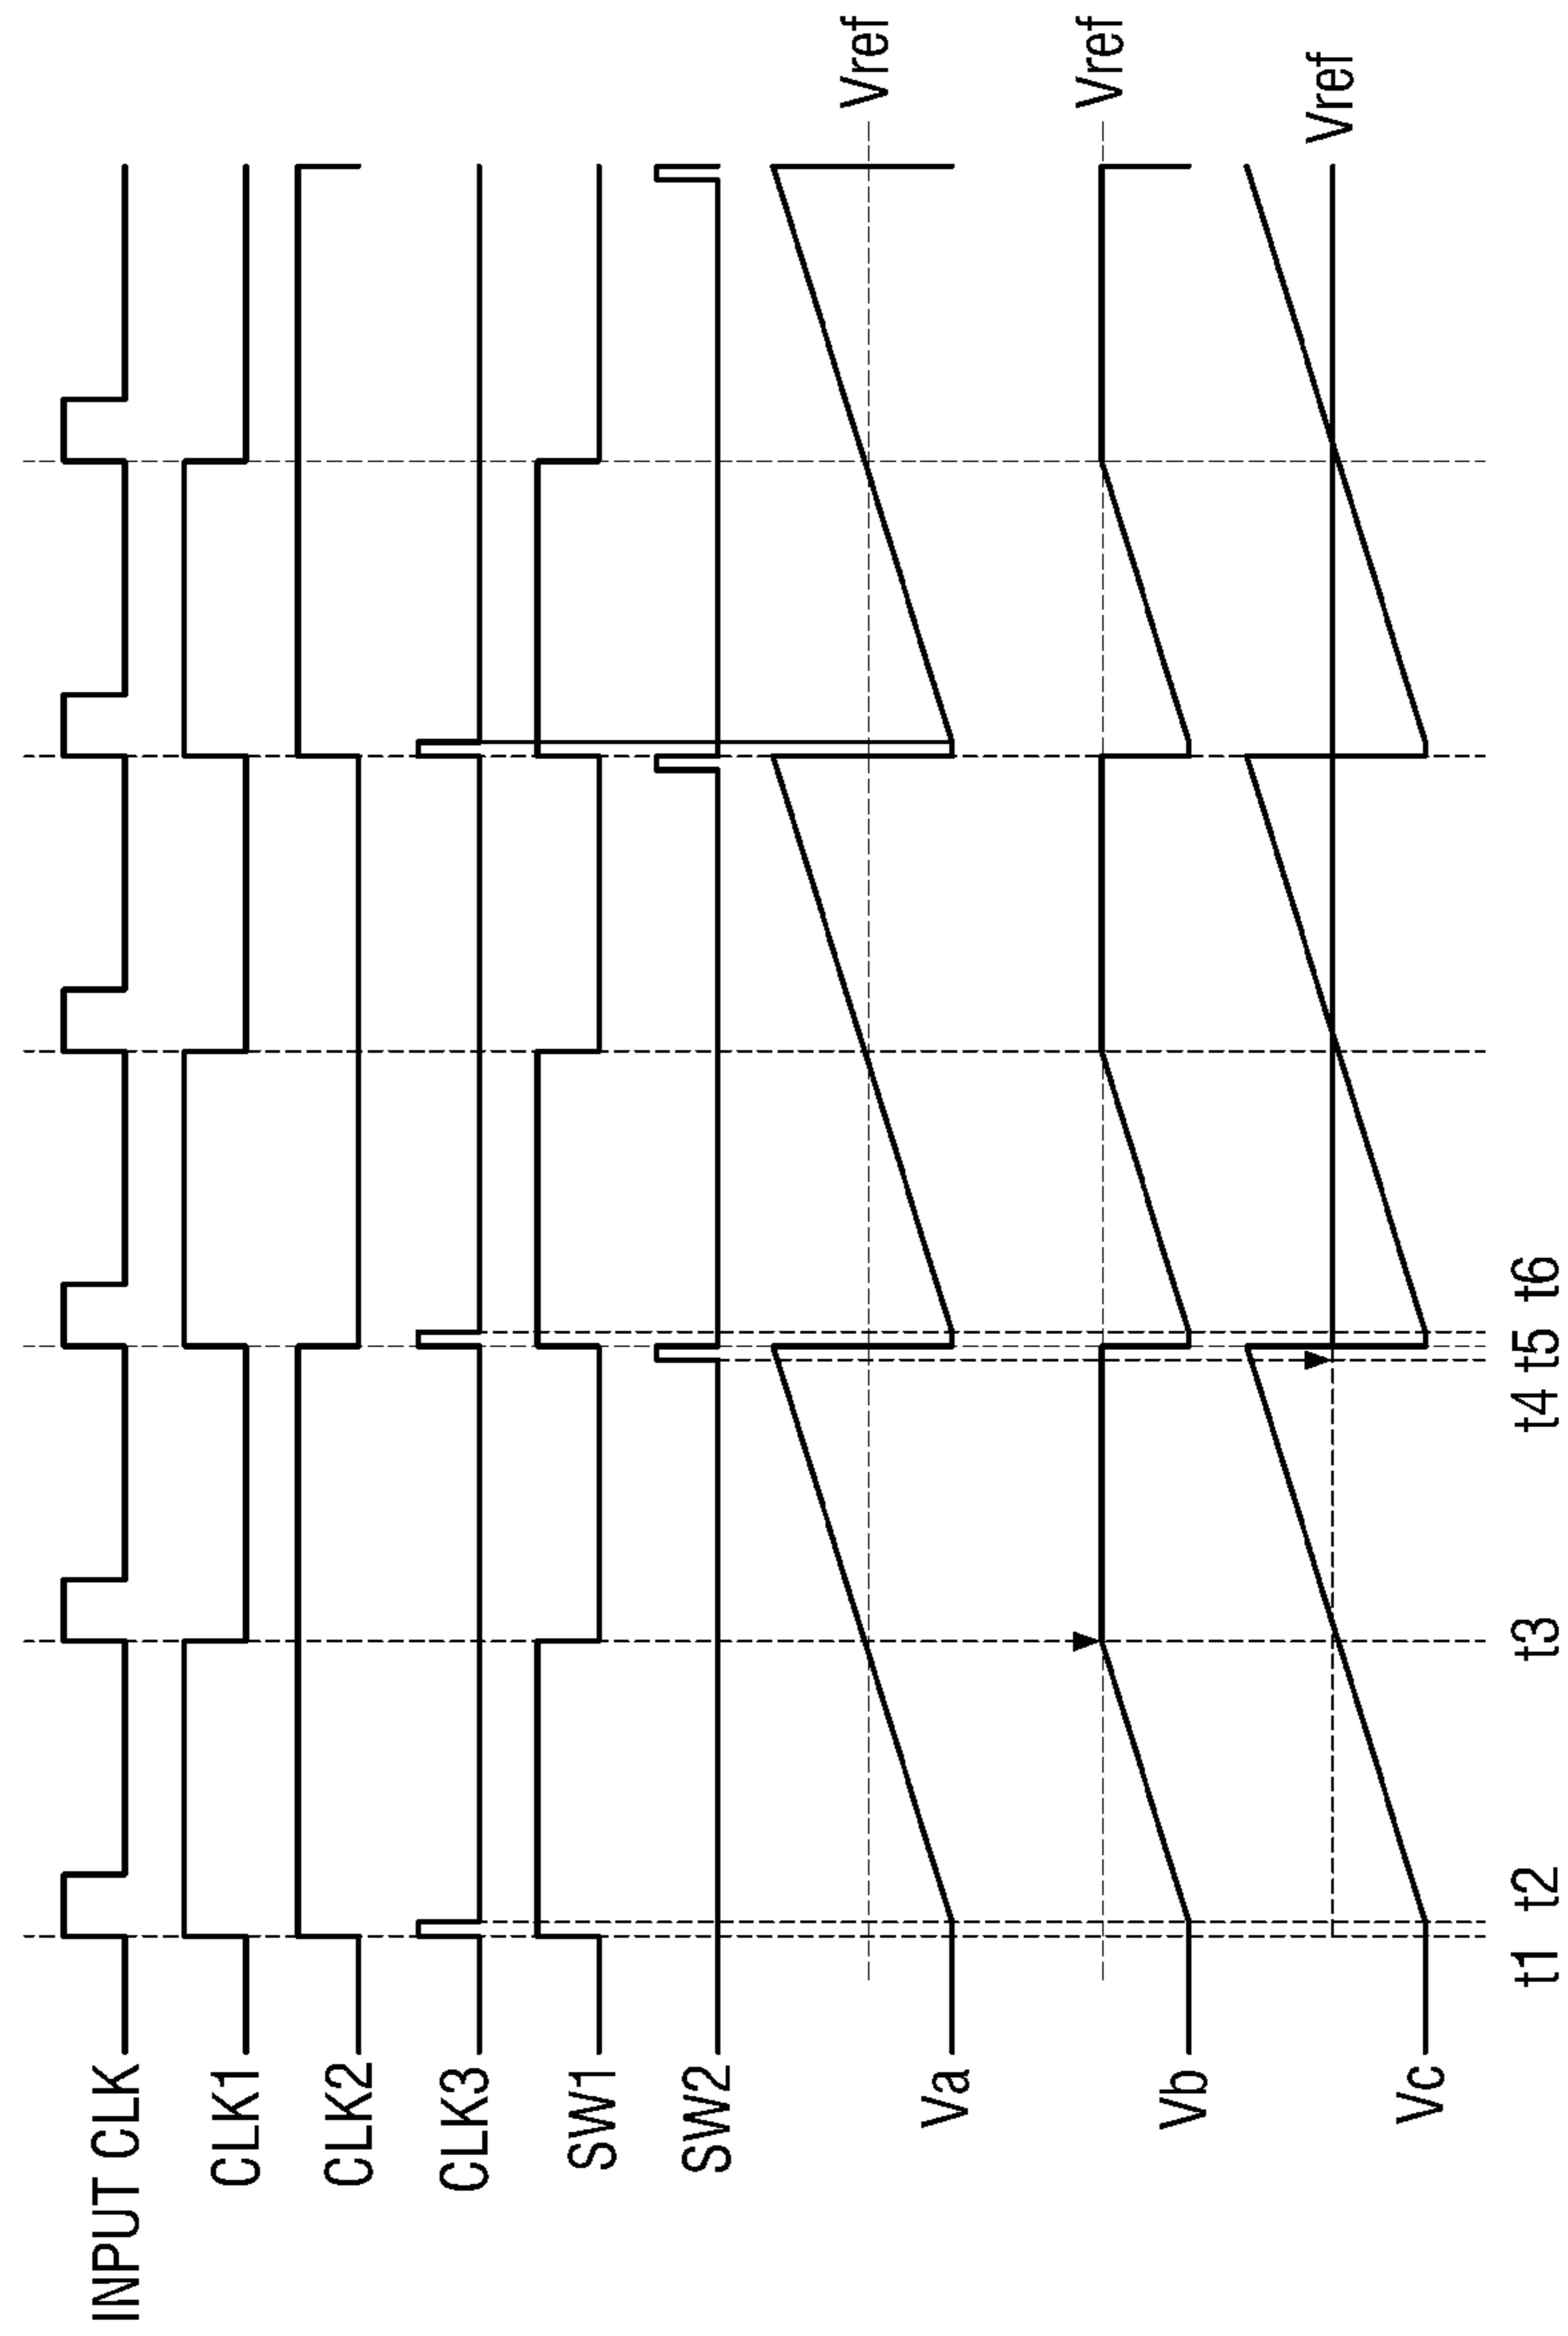 INPUT CLK
CLK1
CLK2
CLK3
SW1
SW2
Va
Vref
Vb
Vref
Vc
Vref
t1 t2 t3 t4 t5 t6